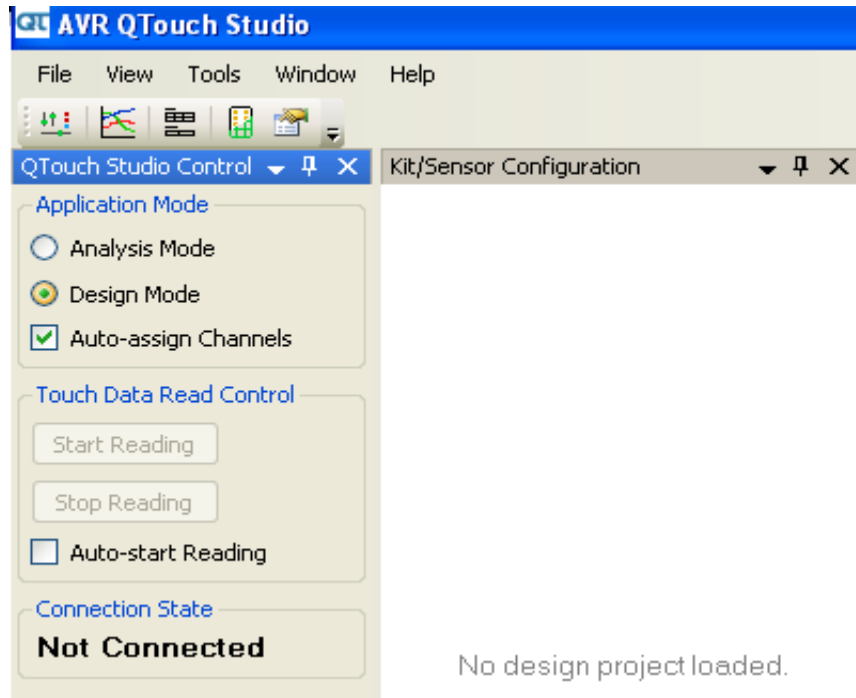 QT AVR QTouch Studio
File View Tools Window Help
QTouch Studio Control
Kit/Sensor Configuration
Application Mode
Analysis Mode
Design Mode
Auto-assign Channels
Touch Data Read Control
Start Reading
Stop Reading
Auto-start Reading
Connection State
Not Connected
No design project loaded.